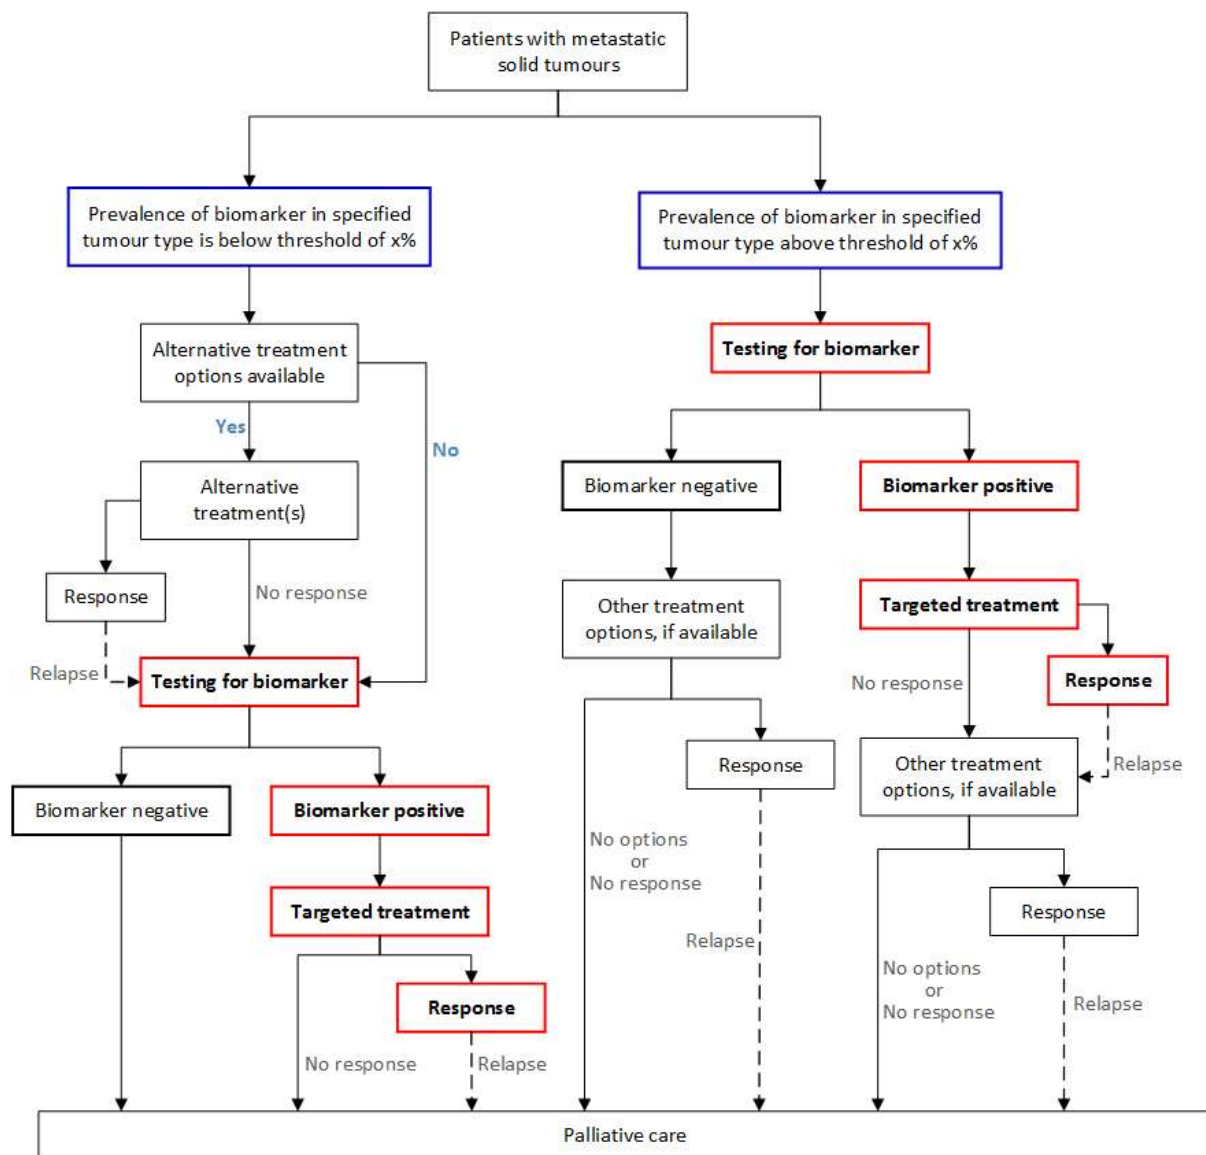 Patients with metastatic
solid tumours
Prevalence of biomarker in specified
tumour type is below threshold of x%
Prevalence of biomarker in specified
tumour type above threshold of x%
Alternative treatment
options available
Yes
No
Alternative
treatment(s)
Response
No response
Relapse
Testing for biomarker
Biomarker negative
Biomarker positive
Targeted treatment
Response
No response
Relapse
Testing for biomarker
Biomarker negative
Biomarker positive
Other treatment
options, if available
Targeted treatment
No response
Response
Relapse
Response
Other treatment
options, if available
No options
or
No response
Relapse
Response
No options
or
No response
Relapse
Palliative care